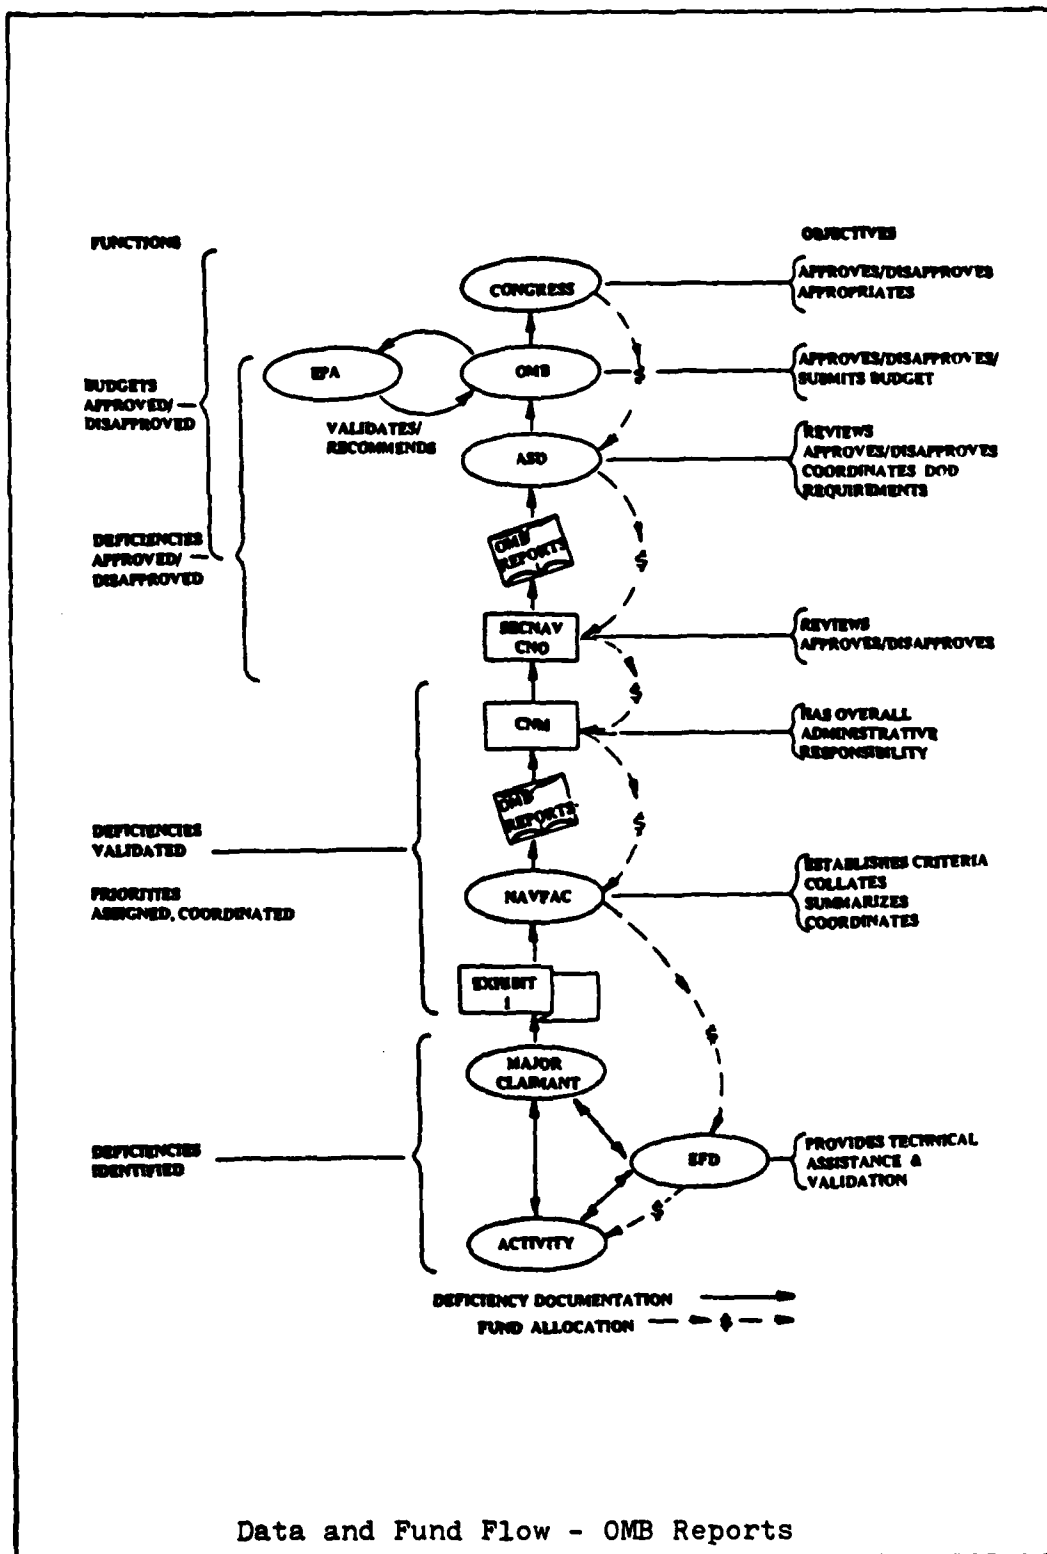 FUNCTIONS
OBJECTIVES
CONGRESS
APPROVES/DISAPPROVES
APPROPRIATES
EPA
OMB
$
APPROVES/DISAPPROVES/
SUBMITS BUDGET
BUDGETS
APPROVED/
DISAPPROVED
VALIDATES/
RECOMMENDS
ASD
REVIEWS
APPROVES/DISAPPROVES
COORDINATES DOD
REQUIREMENTS
DEFICIENCIES
APPROVED/
DISAPPROVED
OMB
REPORTS
$
SECNAV
CNO
REVIEWS
APPROVES/DISAPPROVES
$
CNM
HAS OVERALL
ADMINISTRATIVE
RESPONSIBILITY
OMB
REPORTS
$
DEFICIENCIES
VALIDATED
PRIORITIES
ASSIGNED, COORDINATED
NAVFAC
ESTABLISHES CRITERIA
COLLATES
SUMMARIZES
COORDINATES
EXHIBIT
1
$
MAJOR
CLAIMANT
DEFICIENCIES
IDENTIFIED
EFD
PROVIDES TECHNICAL
ASSISTANCE &
VALIDATION
$
ACTIVITY
DEFICIENCY DOCUMENTATION
FUND ALLOCATION $
Data and Fund Flow - OMB Reports